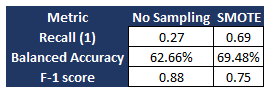 Metric No Sampling SMOTE
Recall (1) 0.27 0.69
Balanced Accuracy 62.66% 69.48%
F-1 score 0.88 0.75